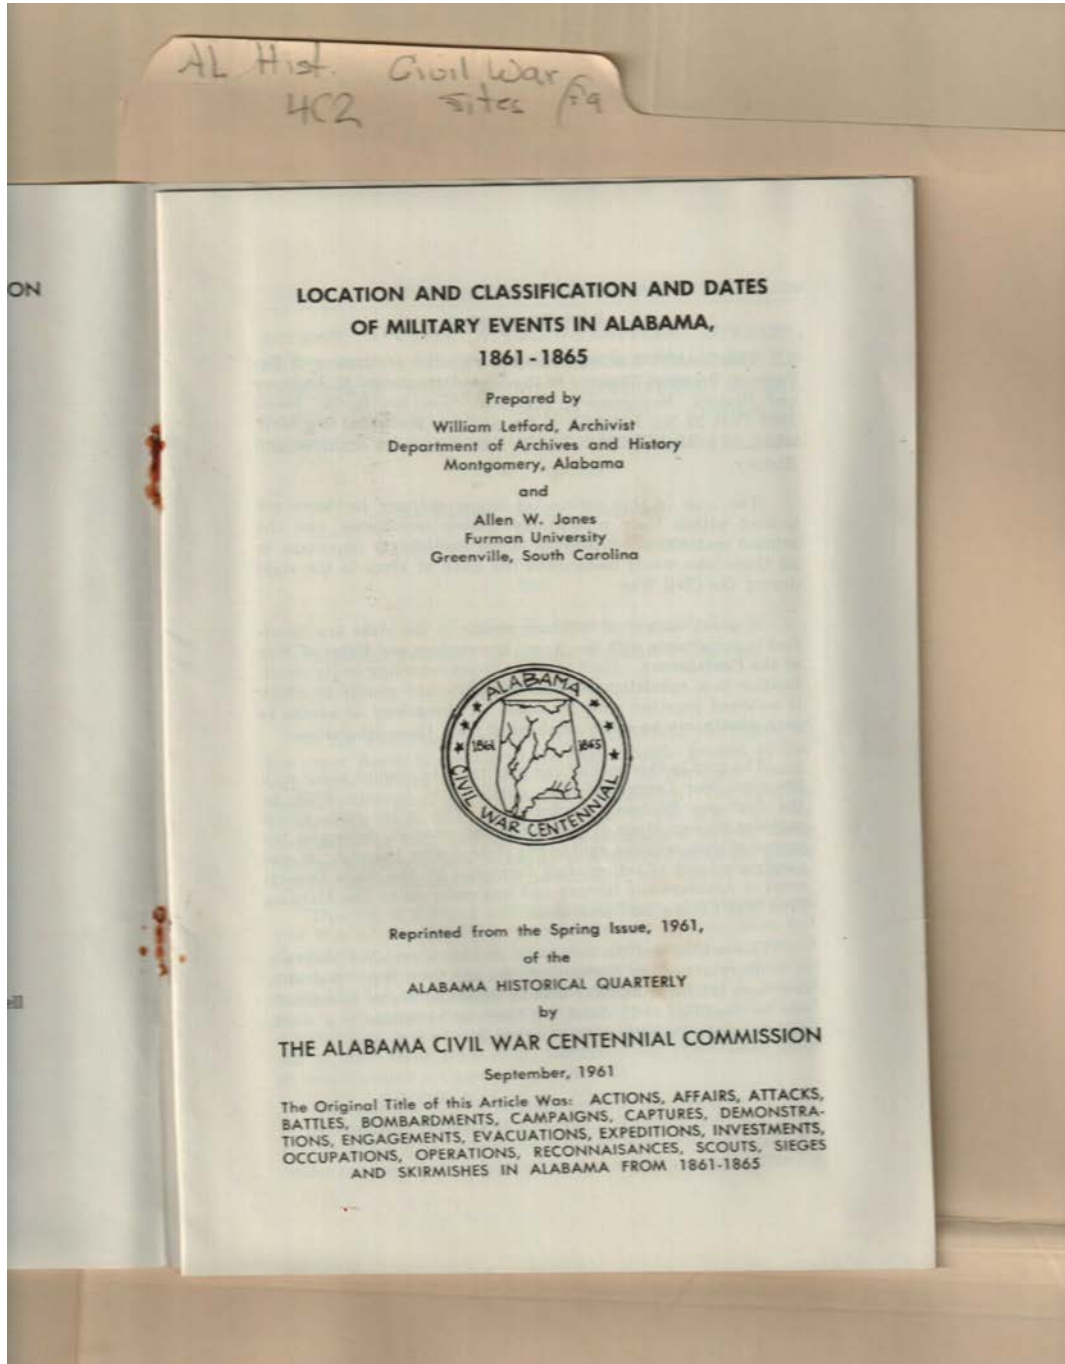 AL Hist. Civil War
4C2 Sites
ON
LOCATION AND CLASSIFICATION AND DATES
OF MILITARY EVENTS IN ALABAMA,
1861-1865
Prepared by
William Letford, Archivist
Department of Archives and History
Montgomery, Alabama
and
Allen W. Jones
Furman University
Greenville, South Carolina
ALABAMA
1861 1865
CIVIL WAR CENTENNIAL
Reprinted from the Spring Issue, 1961,
of the
ALABAMA HISTORICAL QUARTERLY
by
ell
THE ALABAMA CIVIL WAR CENTENNIAL COMMISSION
September, 1961
The Original Title of this Article Was: ACTIONS, AFFAIRS, ATTACKS,
BATTLES, BOMBARDMENTS, CAMPAIGNS, CAPTURES, DEMONSTRA-
TIONS, ENGAGEMENTS, EVACUATIONS, EXPEDITIONS, INVESTMENTS,
OCCUPATIONS, OPERATIONS, RECONNAISANCES, SCOUTS, SIEGES
AND SKIRMISHES IN ALABAMA FROM 1861-1865